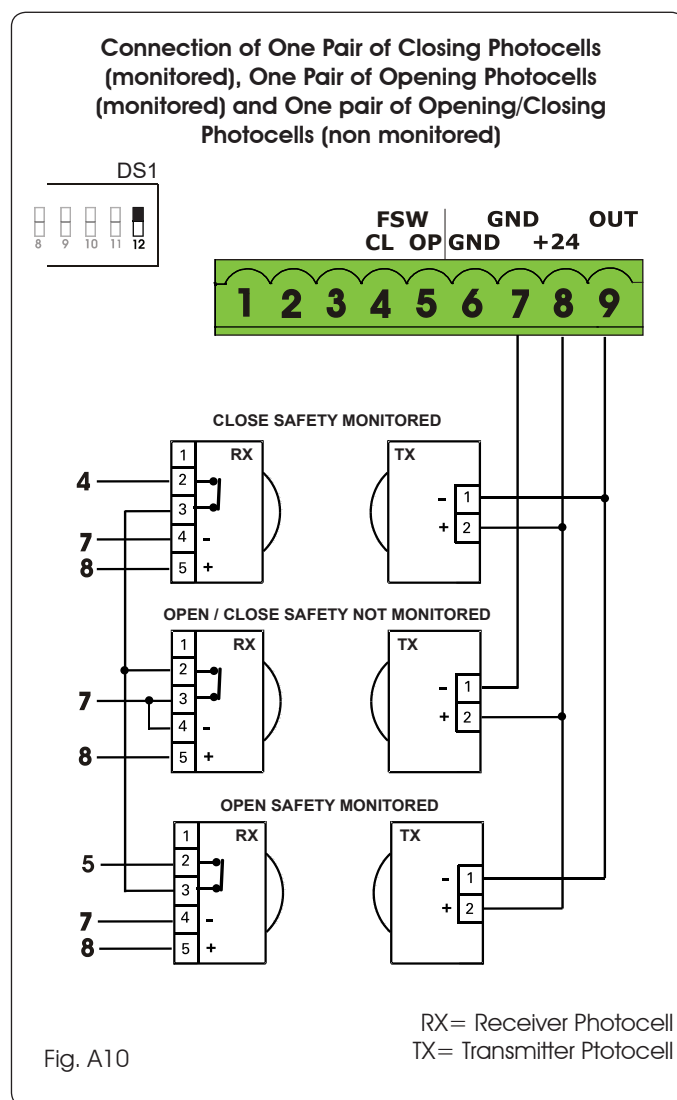 Connection of One Pair of Closing Photocells
(monitored), One Pair of Opening Photocells
(monitored) and One pair of Opening/Closing
Photocells (non monitored)
DS1
8 9 10 11 12
FSW GND OUT
CL OP GND +24
1 2 3 4 5 6 7 8 9
CLOSE SAFETY MONITORED
1 RX TX
4 2
3 - 1
7 4 - + 2
8 5 +
OPEN / CLOSE SAFETY NOT MONITORED
1 RX TX
2
7 3 - 1
4 - + 2
8 5 +
OPEN SAFETY MONITORED
1 RX TX
5 2
3 - 1
7 4 - + 2
8 5 +
RX= Receiver Photocell
Fig. A10 TX= Transmitter Ptotocell